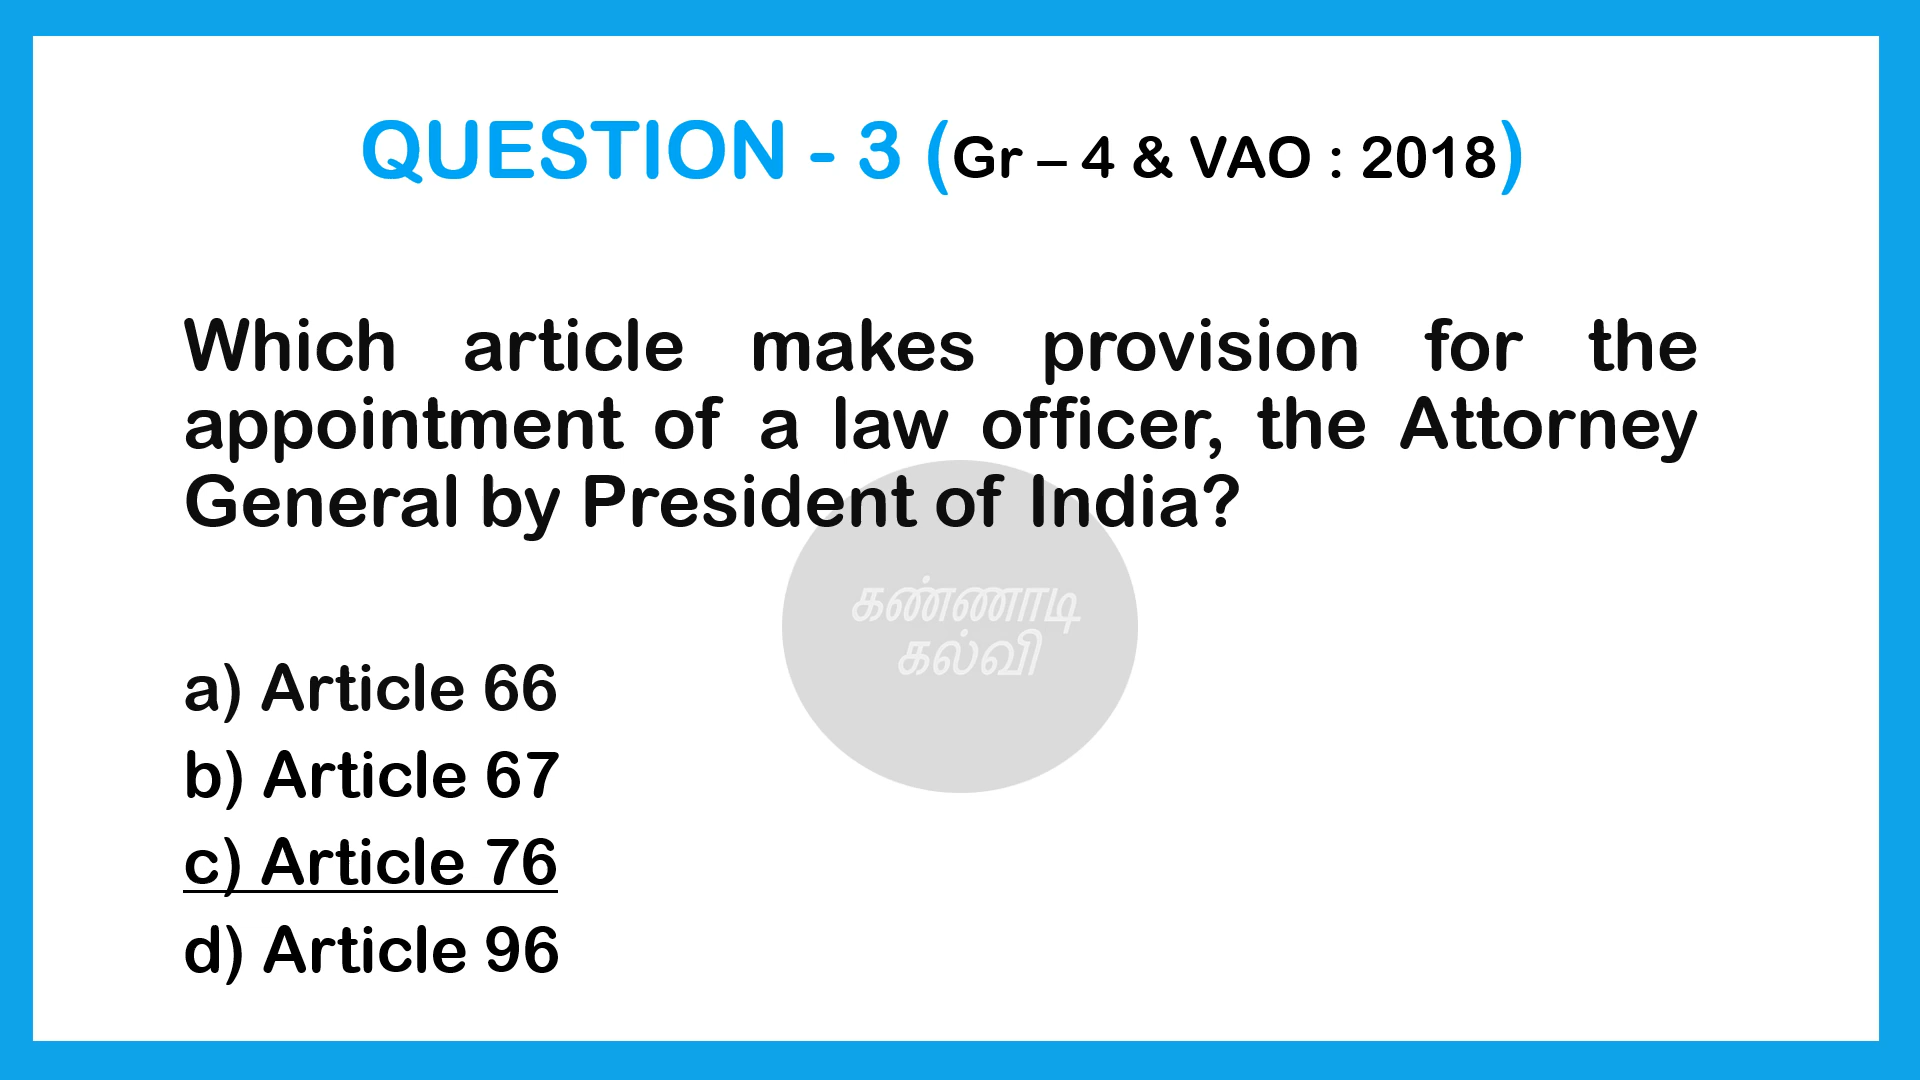 QUESTION - 3 (Gr – 4 & VAO : 2018)
Which article makes provision for the
appointment of a law officer, the Attorney
General by President of India?
கண்ணாடி
கல்வி
a) Article 66
b) Article 67
c) Article 76
d) Article 96